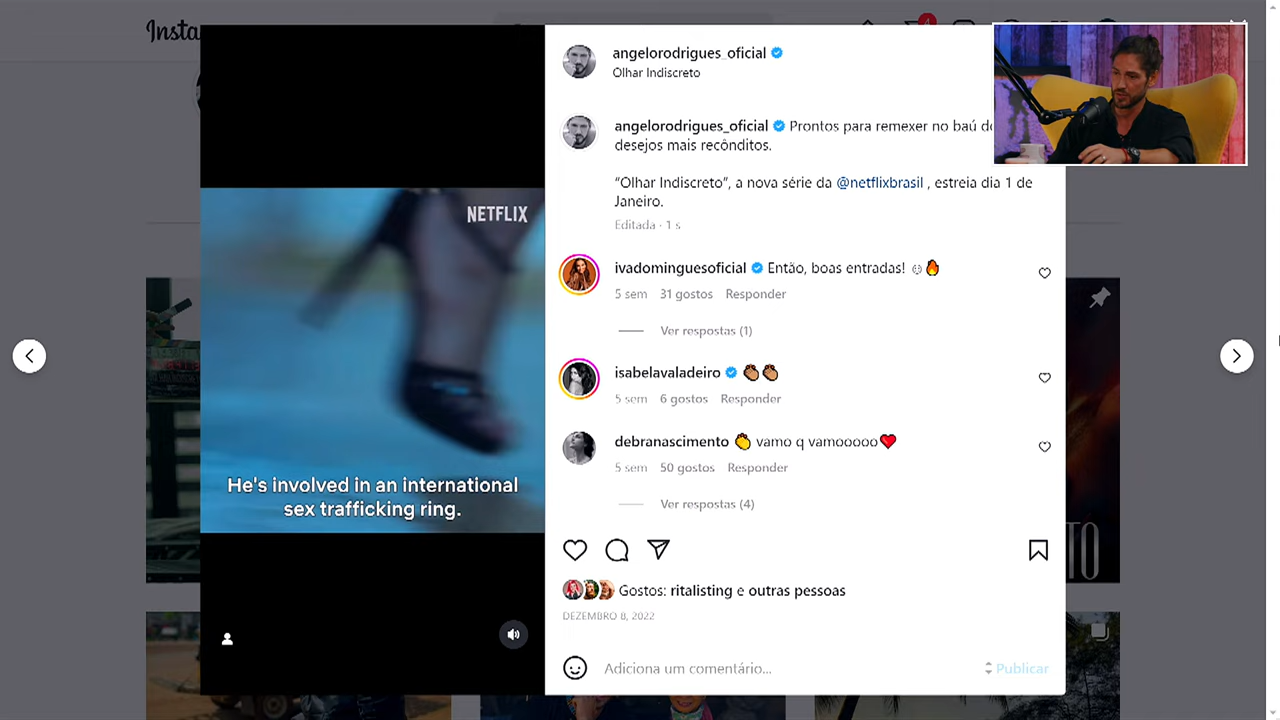 Insta
4
angelorodrigues_oficial
Olhar Indiscreto
angelorodrigues_oficial Prontos para remexer no baú d
desejos mais recônditos.
“Olhar Indiscreto”, a nova série da @netflixbrasil , estreia dia 1 de
Janeiro.
Editada · 1 s
NETFLIX
ivadominguesoficial Então, boas entradas! 🔥
5 sem 31 gostos Responder
Ver respostas (1)
isabelavaladeiro 👏🏽👏🏽
5 sem 6 gostos Responder
debranascimento 👏 vamo q vamooooo❤️
5 sem 50 gostos Responder
He's involved in an international
sex trafficking ring.
Ver respostas (4)
TO
Gostos: ritalisting e outras pessoas
DEZEMBRO 8, 2022
Adiciona um comentário...
Publicar